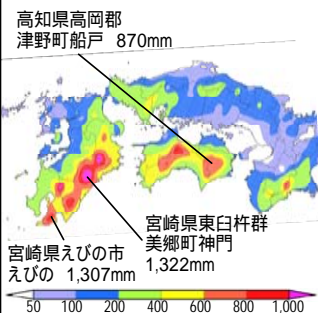 高知県高岡郡
津野町船戸 870mm
宮崎県東臼杵群
美郷町神門
1,322mm
宮崎県えびの市
えびの 1,307mm
50 100 200 400 600 800 1,000